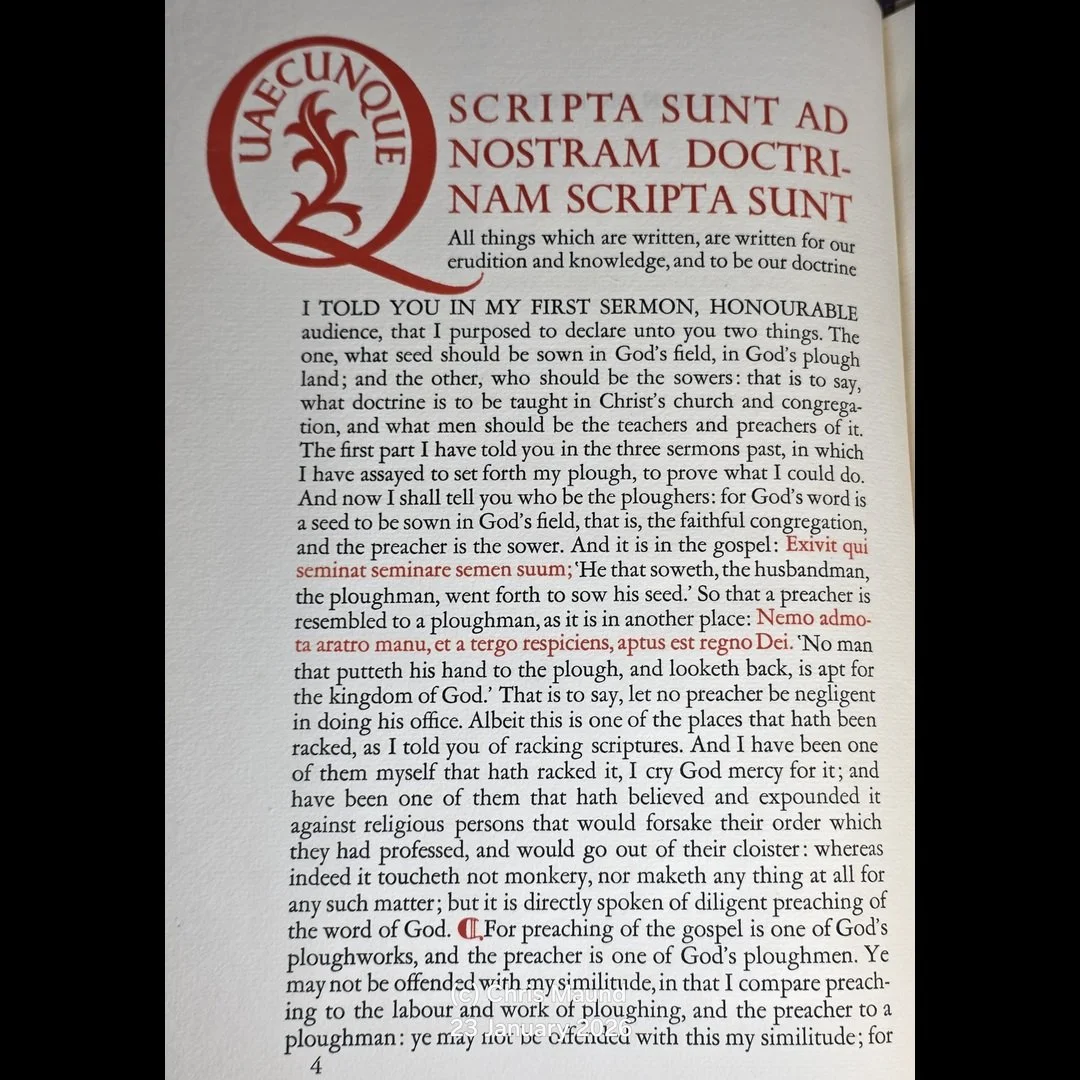 QUAECUNQUE
SCRIPTA SUNT AD
NOSTRAM DOCTRI-
NAM SCRIPTA SUNT
All things which are written, are written for our
erudition and knowledge, and to be our doctrine
I TOLD YOU IN MY FIRST SERMON, HONOURABLE
audience, that I purposed to declare unto you two things. The
one, what seed should be sown in God's field, in God's plough
land; and the other, who should be the sowers: that is to say,
what doctrine is to be taught in Christ's church and congrega-
tion, and what men should be the teachers and preachers of it.
The first part I have told you in the three sermons past, in which
I have assayed to set forth my plough, to prove what I could do.
And now I shall tell you who be the ploughers: for God's word is
a seed to be sown in God's field, that is, the faithful congregation,
and the preacher is the sower. And it is in the gospel: Exivit qui
seminat seminare semen suum; 'He that soweth, the husbandman,
the ploughman, went forth to sow his seed.' So that a preacher is
resembled to a ploughman, as it is in another place: Nemo admo-
ta aratro manu, et a tergo respiciens, aptus est regno Dei. 'No man
that putteth his hand to the plough, and looketh back, is apt for
the kingdom of God.' That is to say, let no preacher be negligent
in doing his office. Albeit this is one of the places that hath been
racked, as I told you of racking scriptures. And I have been one
of them myself that hath racked it, I cry God mercy for it; and
have been one of them that hath believed and expounded it
against religious persons that would forsake their order which
they had professed, and would go out of their cloister: whereas
indeed it toucheth not monkery, nor maketh any thing at all for
any such matter; but it is directly spoken of diligent preaching of
the word of God. ¶ For preaching of the gospel is one of God's
ploughworks, and the preacher is one of God's ploughmen. Ye
may not be offended with my similitude, in that I compare preach-
ing to the labour and work of ploughing, and the preacher to a
ploughman: ye may not be offended with this my similitude; for
4
(c) Chris Maund
23 January 2026